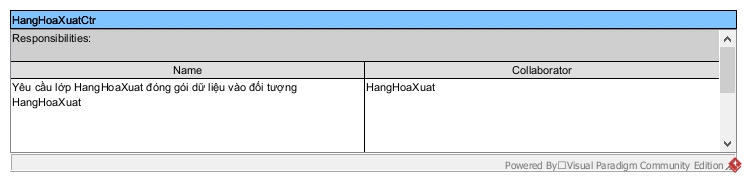 HangHoaXuatCtr
Responsibilities:
Name Collaborator
Yêu cầu lớp HangHoaXuat đóng gói dữ liệu vào đối tượng HangHoaXuat
HangHoaXuat
Powered By□Visual Paradigm Community Edition